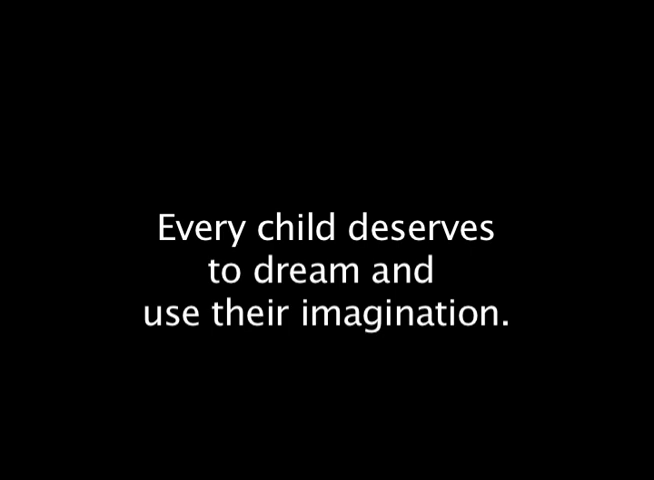 Every child deserves
to dream and
use their imagination.